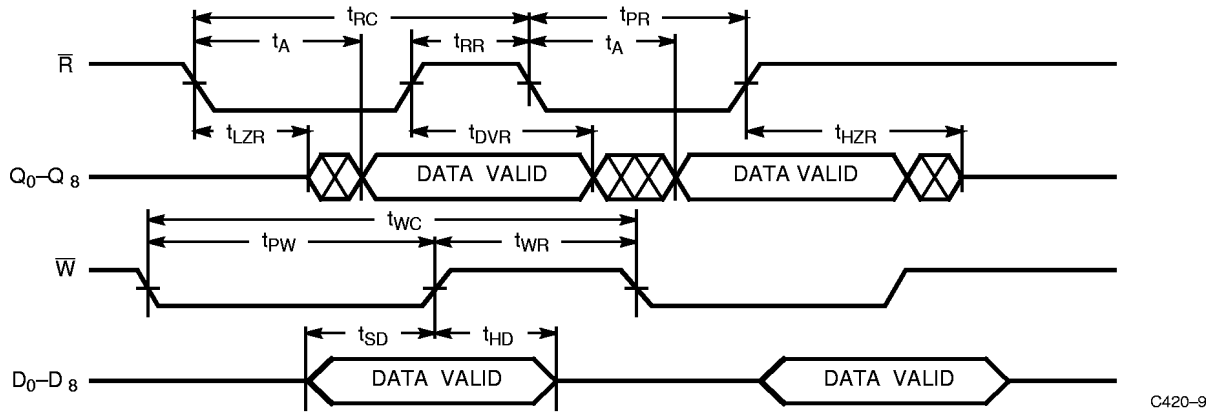 tRC tPR
tA tRR tA
R̅
tLZR tDVR tHZR
Q0–Q8 DATA VALID DATA VALID
tWC
tPW tWR
W̅
tSD tHD
D0–D8 DATA VALID DATA VALID
C420–9